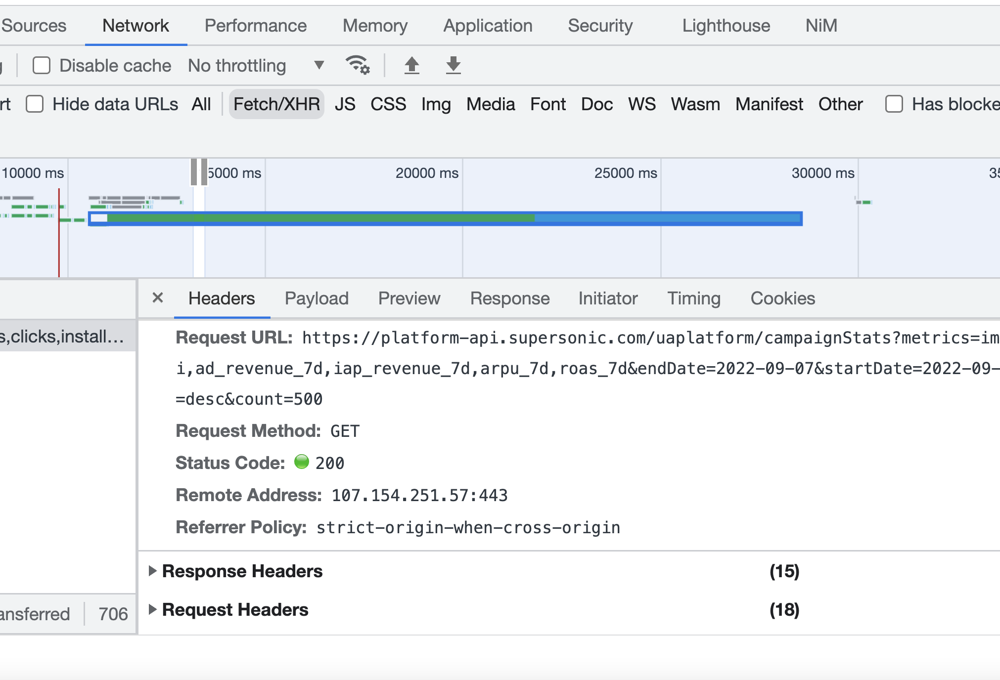 Sources Network Performance Memory Application Security Lighthouse NiM
Disable cache No throttling
rt Hide data URLs All Fetch/XHR JS CSS Img Media Font Doc WS Wasm Manifest Other Has blocke
10000 ms 5000 ms 20000 ms 25000 ms 30000 ms 35
× Headers Payload Preview Response Initiator Timing Cookies
s,clicks,install...
Request URL: https://platform-api.supersonic.com/uaplatform/campaignStats?metrics=im
i,ad_revenue_7d,iap_revenue_7d,arpu_7d,roas_7d&endDate=2022-09-07&startDate=2022-09-
=desc&count=500
Request Method: GET
Status Code: 200
Remote Address: 107.154.251.57:443
Referrer Policy: strict-origin-when-cross-origin
Response Headers (15)
Request Headers (18)
ansferred 706